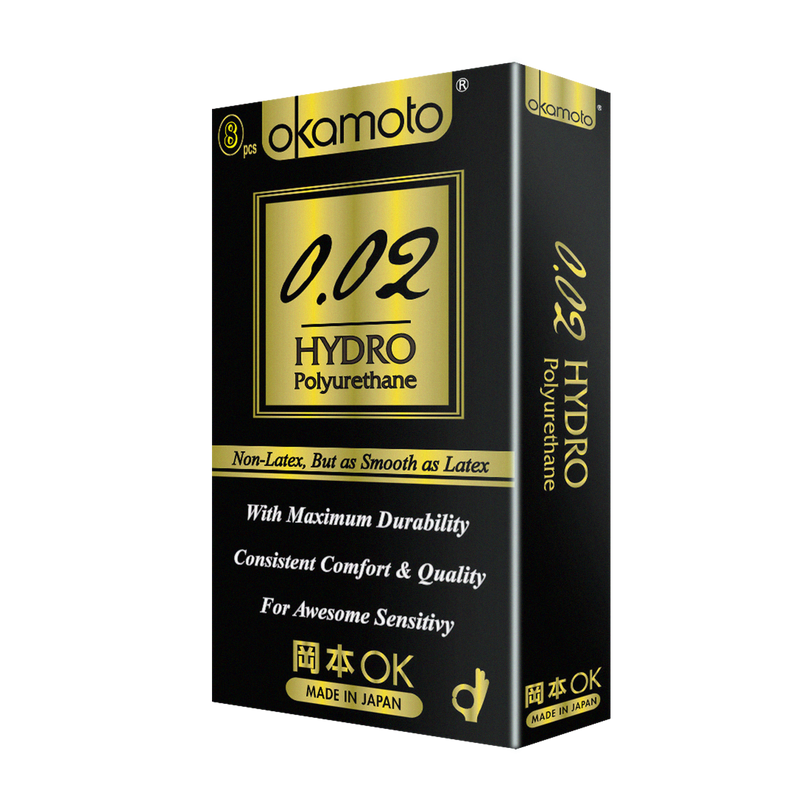 8 pcs
okamoto ®
0.02
HYDRO
Polyurethane
Non-Latex, But as Smooth as Latex
With Maximum Durability
Consistent Comfort & Quality
For Awesome Sensitivy
岡本OK
MADE IN JAPAN
okamoto ®
0.02
HYDRO
Polyurethane
岡本OK
MADE IN JAPAN